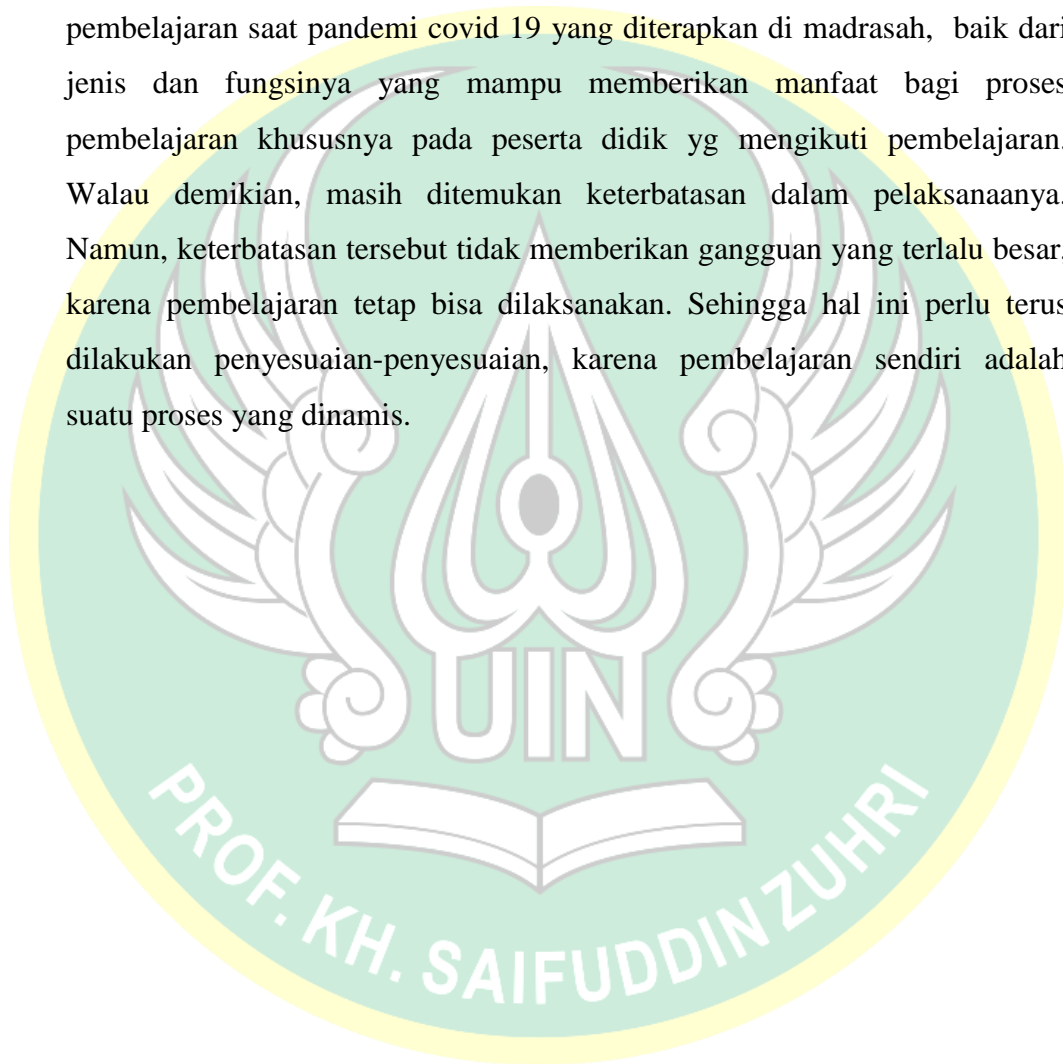 pembelajaran saat pandemi covid 19 yang diterapkan di madrasah, baik dari
jenis dan fungsinya yang mampu memberikan manfaat bagi proses
pembelajaran khususnya pada peserta didik yg mengikuti pembelajaran.
Walau demikian, masih ditemukan keterbatasan dalam pelaksanaanya.
Namun, keterbatasan tersebut tidak memberikan gangguan yang terlalu besar,
karena pembelajaran tetap bisa dilaksanakan. Sehingga hal ini perlu terus
dilakukan penyesuaian-penyesuaian, karena pembelajaran sendiri adalah
suatu proses yang dinamis.
UIN
PROF. KH. SAIFUDDIN ZUHRI